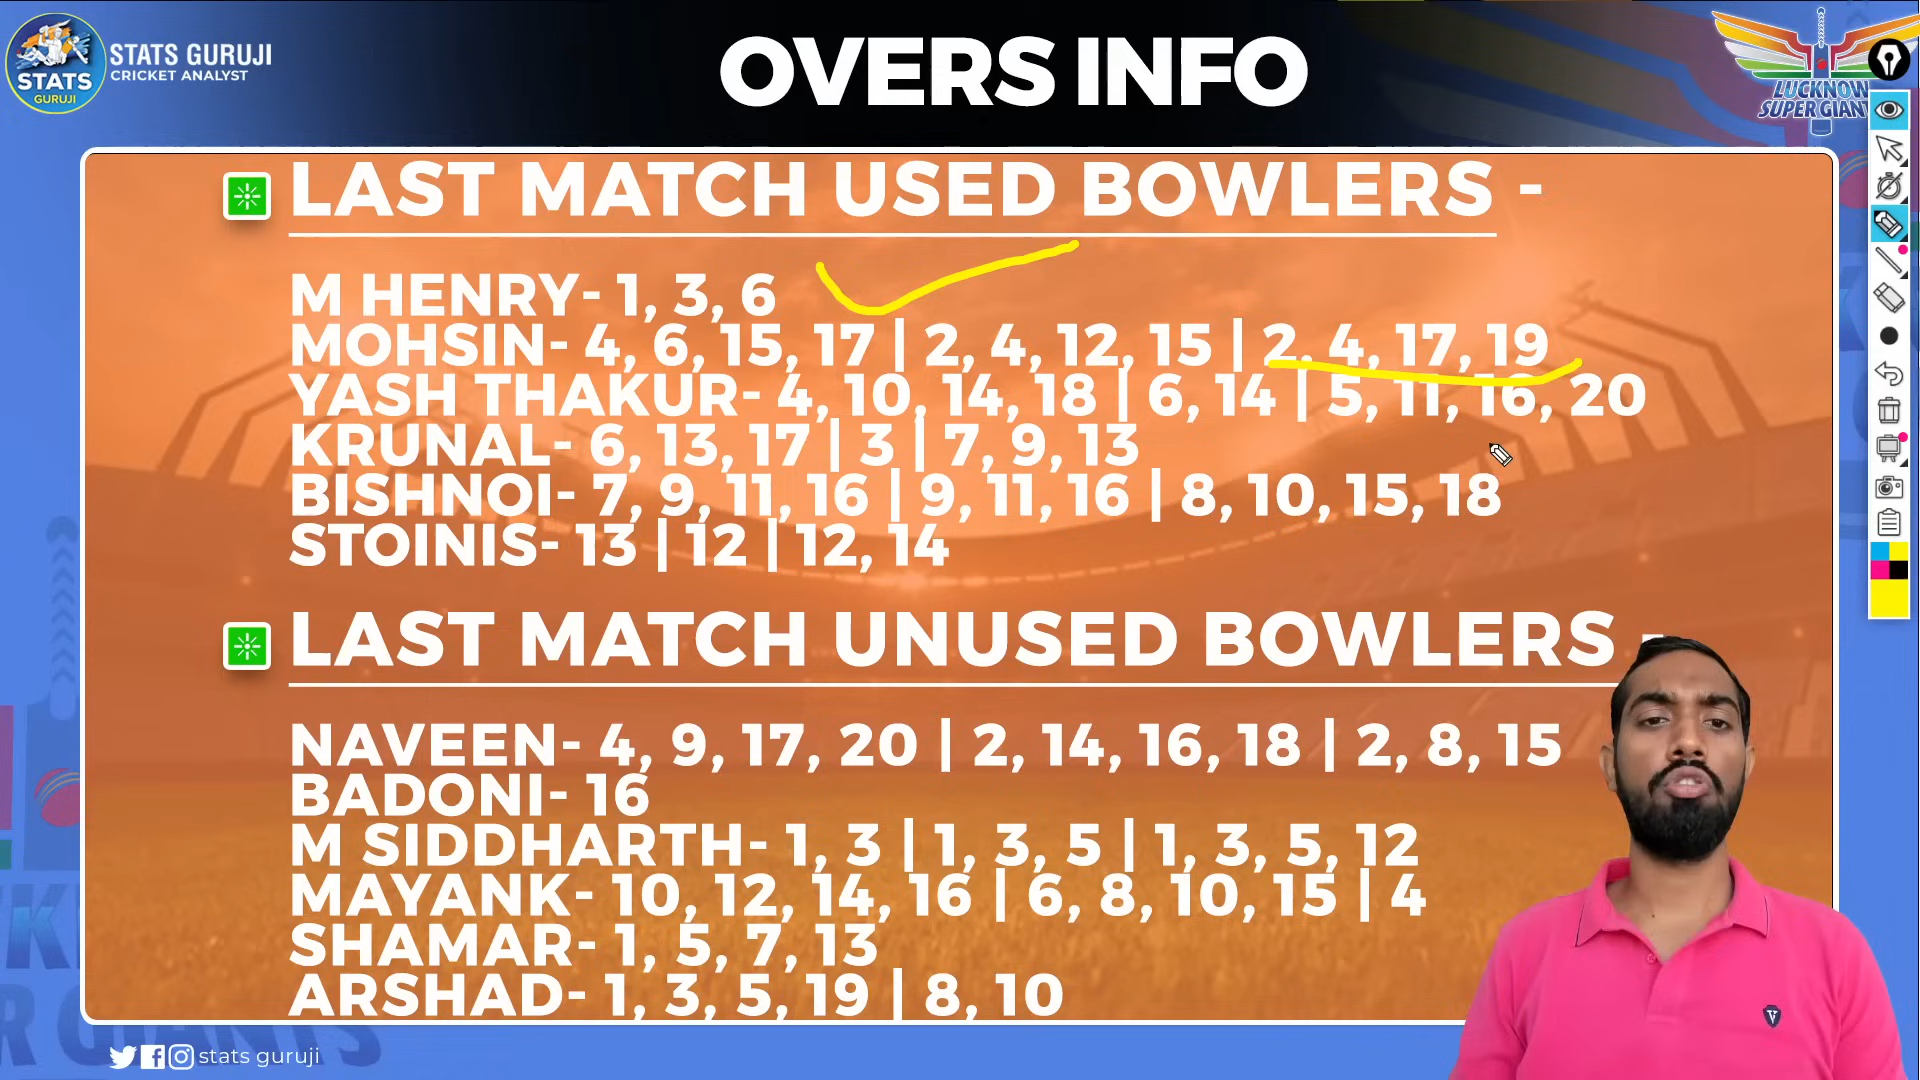 STATS GURUJI
CRICKET ANALYST
STATS
GURUJI
OVERS INFO
LUCKNOW
SUPER GIANT
LAST MATCH USED BOWLERS -
M HENRY- 1, 3, 6
MOHSIN- 4, 6, 15, 17 | 2, 4, 12, 15 | 2, 4, 17, 19
YASH THAKUR- 4, 10, 14, 18 | 6, 14 | 5, 11, 16, 20
KRUNAL- 6, 13, 17 | 3 | 7, 9, 13
BISHNOI- 7, 9, 11, 16 | 9, 11, 16 | 8, 10, 15, 18
STOINIS- 13 | 12 | 12, 14
LAST MATCH UNUSED BOWLERS -
NAVEEN- 4, 9, 17, 20 | 2, 14, 16, 18 | 2, 8, 15
BADONI- 16
M SIDDHARTH- 1, 3 | 1, 3, 5 | 1, 3, 5, 12
MAYANK- 10, 12, 14, 16 | 6, 8, 10, 15 | 4
SHAMAR- 1, 5, 7, 13
ARSHAD- 1, 3, 5, 19 | 8, 10
stats guruji